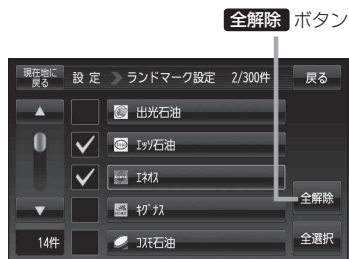 全解除 ボタン
現在地に
戻る
設 定
ランドマーク設定
2/300件
戻る
▲
出光石油
エッソ石油
エネオス
キグナス
全解除
▼
14件
コスモ石油
全選択